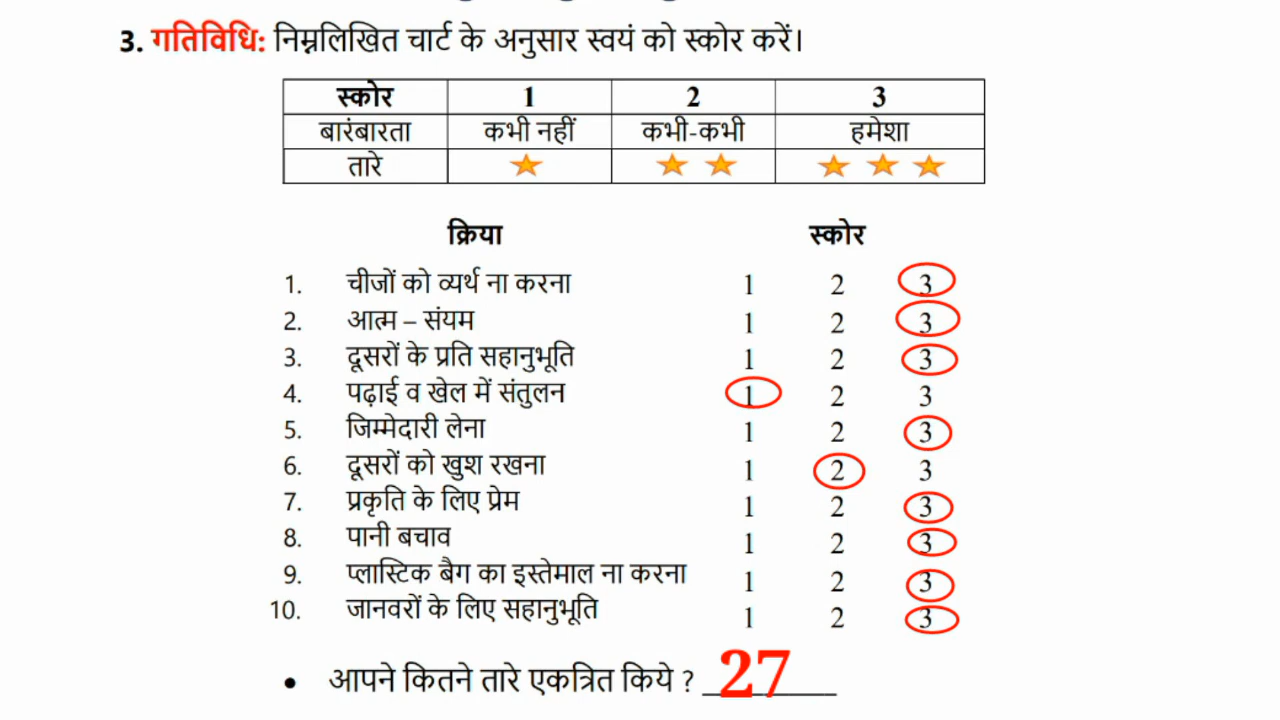 3. गतिविधि: निम्नलिखित चार्ट के अनुसार स्वयं को स्कोर करें।
स्कोर 1 2 3
बारंबारता कभी नहीं कभी-कभी हमेशा
तारे
क्रिया स्कोर
1. चीजों को व्यर्थ ना करना 1 2 3
2. आत्म – संयम 1 2 3
3. दूसरों के प्रति सहानुभूति 1 2 3
4. पढ़ाई व खेल में संतुलन 1 2 3
5. जिम्मेदारी लेना 1 2 3
6. दूसरों को खुश रखना 1 2 3
7. प्रकृति के लिए प्रेम 1 2 3
8. पानी बचाव 1 2 3
9. प्लास्टिक बैग का इस्तेमाल ना करना 1 2 3
10. जानवरों के लिए सहानुभूति 1 2 3
• आपने कितने तारे एकत्रित किये ? 27